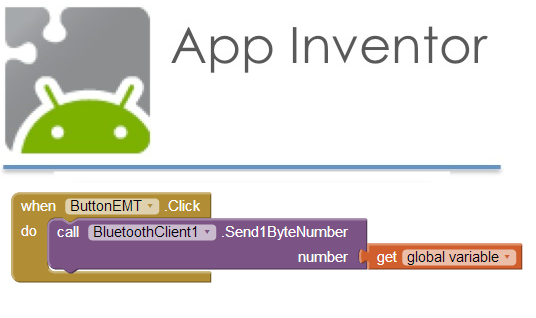 App Inventor
when ButtonEMT .Click
do call BluetoothClient1 .Send1ByteNumber
number get global variable